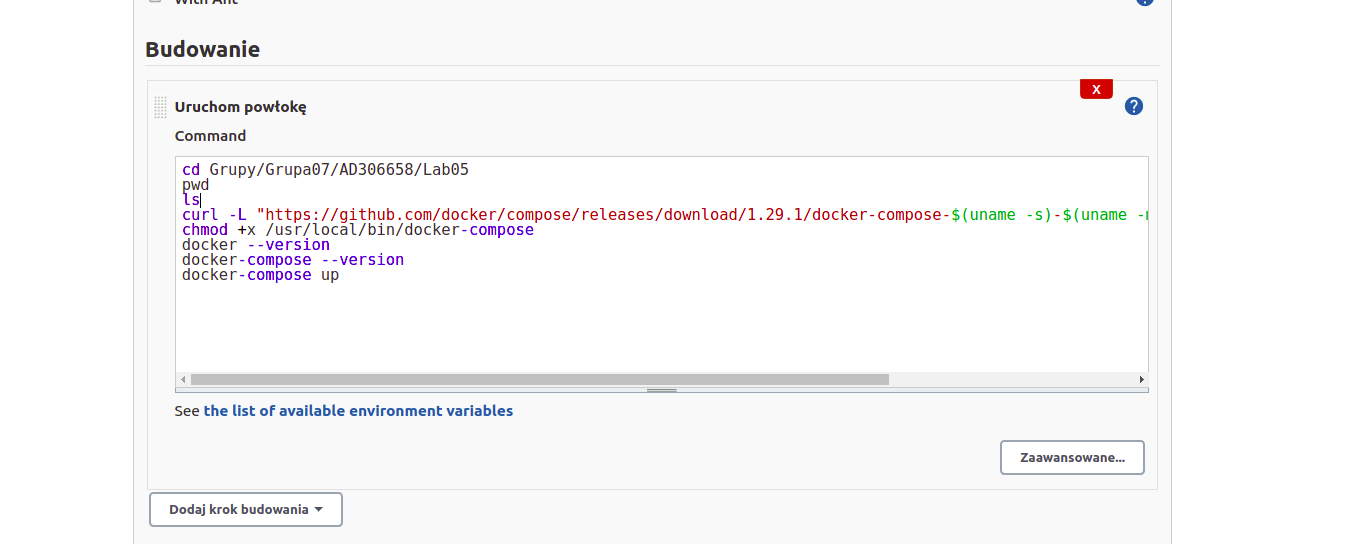 With Ant
Budowanie
X
Uruchom powłokę
?
Command
cd Grupy/Grupa07/AD306658/Lab05
pwd
ls
curl -L "https://github.com/docker/compose/releases/download/1.29.1/docker-compose-$(uname -s)-$(uname -m
chmod +x /usr/local/bin/docker-compose
docker --version
docker-compose --version
docker-compose up
See the list of available environment variables
Zaawansowane...
Dodaj krok budowania